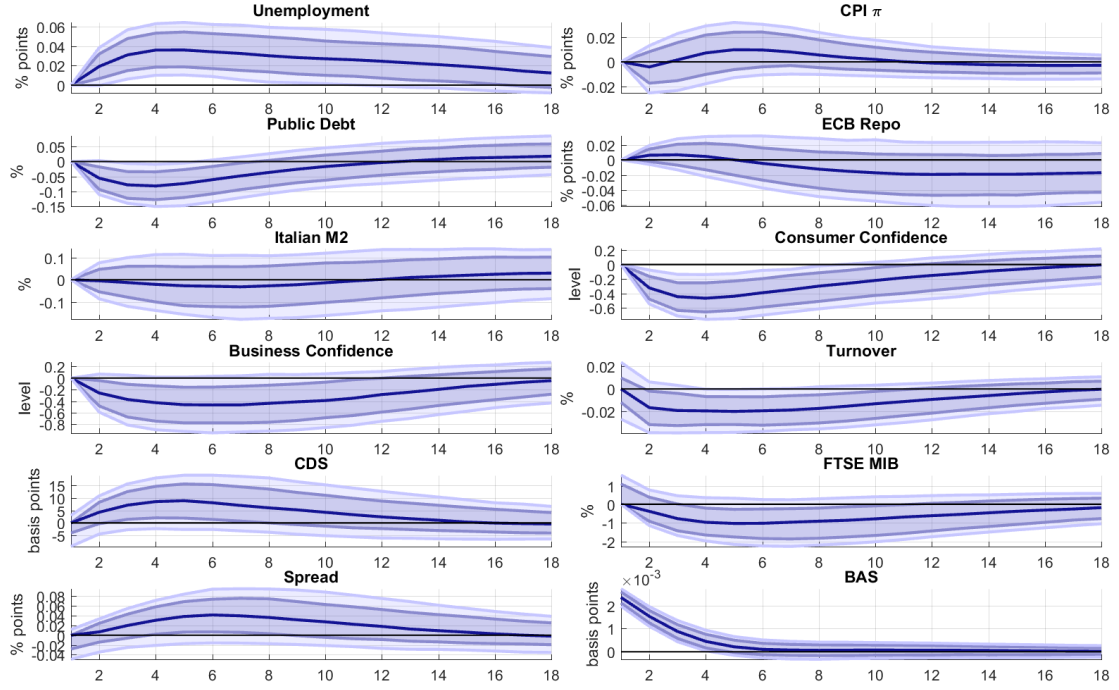 Unemployment
% points
0.06
0.04
0.02
0
2 4 6 8 10 12 14 16 18
CPI π
% points
0.02
0
-0.02
2 4 6 8 10 12 14 16 18
Public Debt
%
0.05
0
-0.05
-0.1
-0.15
2 4 6 8 10 12 14 16 18
ECB Repo
% points
0.02
0
-0.02
-0.04
-0.06
2 4 6 8 10 12 14 16 18
Italian M2
%
0.1
0
-0.1
2 4 6 8 10 12 14 16 18
Consumer Confidence
level
0.2
0
-0.2
-0.4
-0.6
2 4 6 8 10 12 14 16 18
Business Confidence
level
0.2
0
-0.2
-0.4
-0.6
-0.8
2 4 6 8 10 12 14 16 18
Turnover
%
0.02
0
-0.02
2 4 6 8 10 12 14 16 18
CDS
basis points
15
10
5
0
-5
2 4 6 8 10 12 14 16 18
FTSE MIB
%
1
0
-1
-2
2 4 6 8 10 12 14 16 18
Spread
% points
0.08
0.06
0.04
0.02
0
-0.02
-0.04
2 4 6 8 10 12 14 16 18
BAS
×10⁻³
basis points
2
1
0
2 4 6 8 10 12 14 16 18